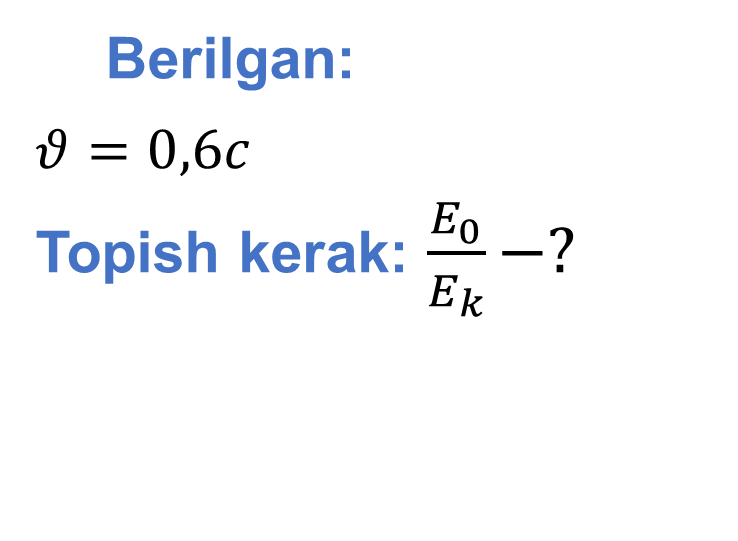 Berilgan:
𝜗 = 0,6𝑐
Topish kerak: 𝐸₀/𝐸ₖ −?